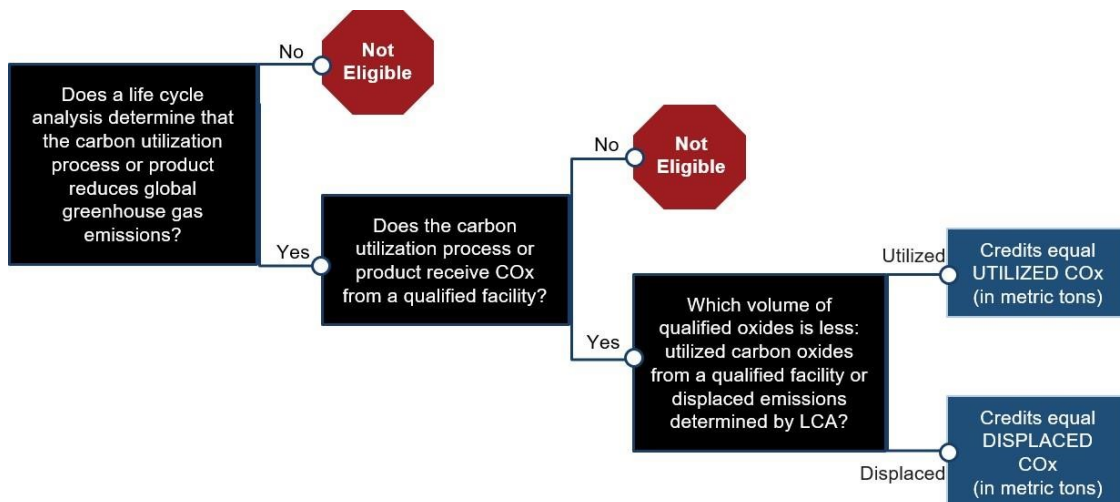 Does a life cycle
analysis determine that
the carbon utilization
process or product
reduces global
greenhouse gas
emissions?
No
Not
Eligible
Yes
Does the carbon
utilization process or
product receive COx
from a qualified facility?
No
Not
Eligible
Yes
Which volume of
qualified oxides is less:
utilized carbon oxides
from a qualified facility or
displaced emissions
determined by LCA?
Utilized
Credits equal
UTILIZED COx
(in metric tons)
Displaced
Credits equal
DISPLACED
COx
(in metric tons)